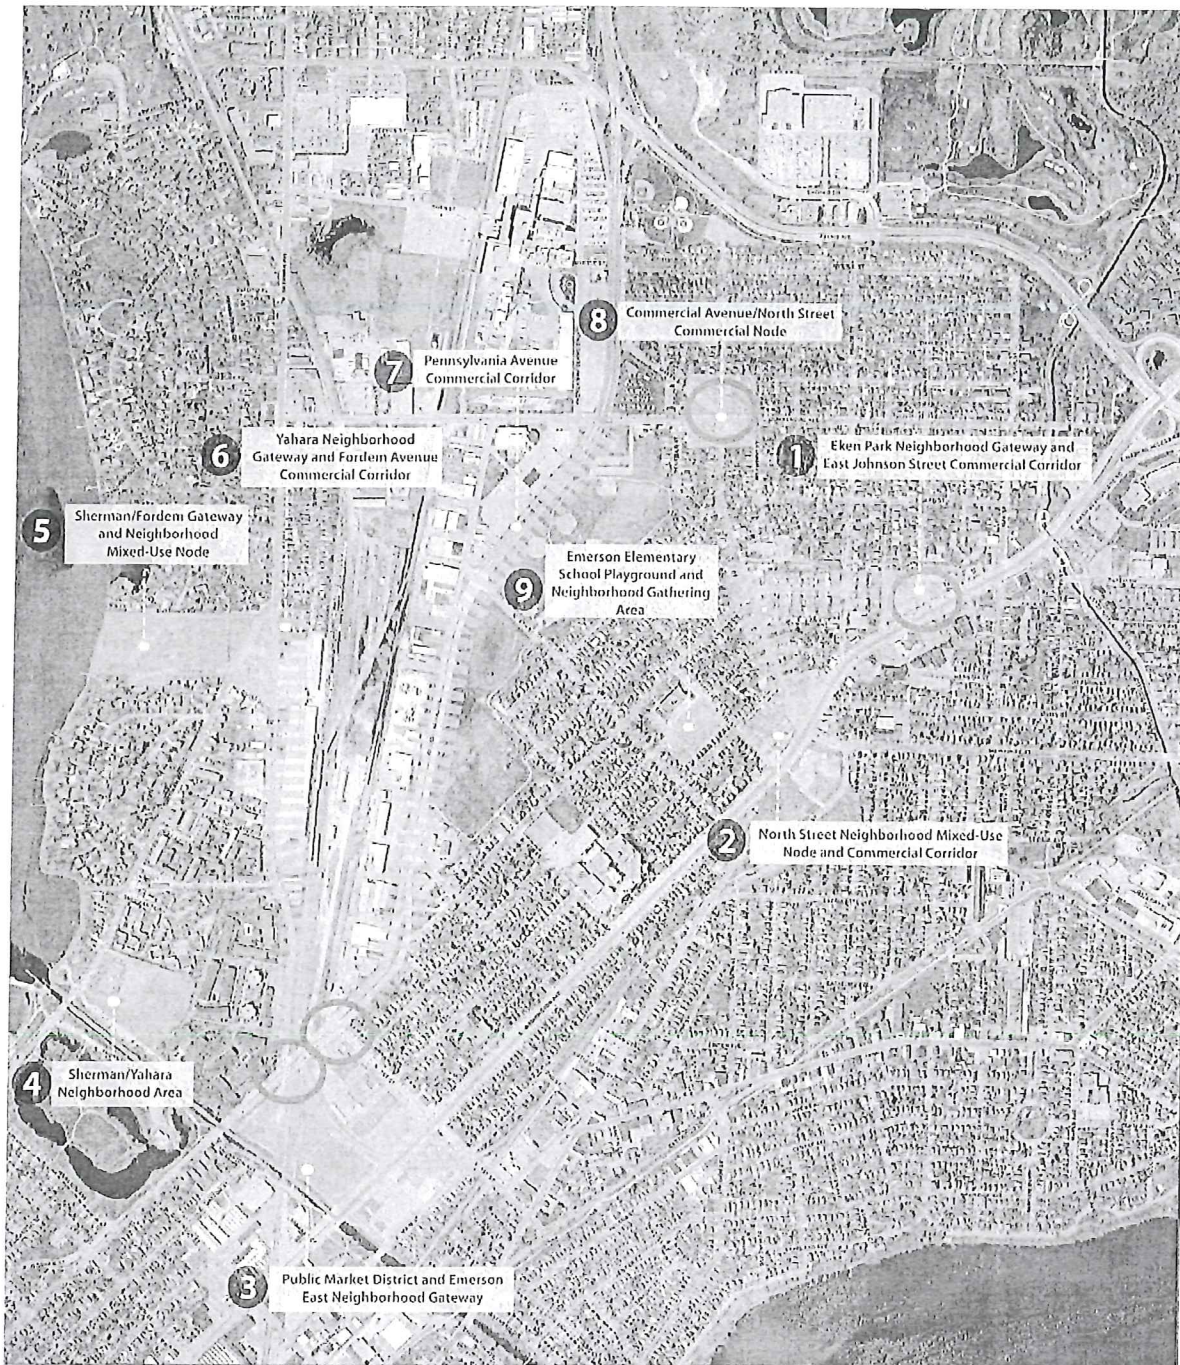 8
Commercial Avenue/North Street
Commercial Node
7
Pennsylvania Avenue
Commercial Corridor
6
Yahara Neighborhood
Gateway and Fordem Avenue
Commercial Corridor
1
Eken Park Neighborhood Gateway and
East Johnson Street Commercial Corridor
5
Sherman/Fordem Gateway
and Neighborhood
Mixed-Use Node
9
Emerson Elementary
School Playground and
Neighborhood Gathering
Area
2
North Street Neighborhood Mixed-Use
Node and Commercial Corridor
4
Sherman/Yahara
Neighborhood Area
3
Public Market District and Emerson
East Neighborhood Gateway